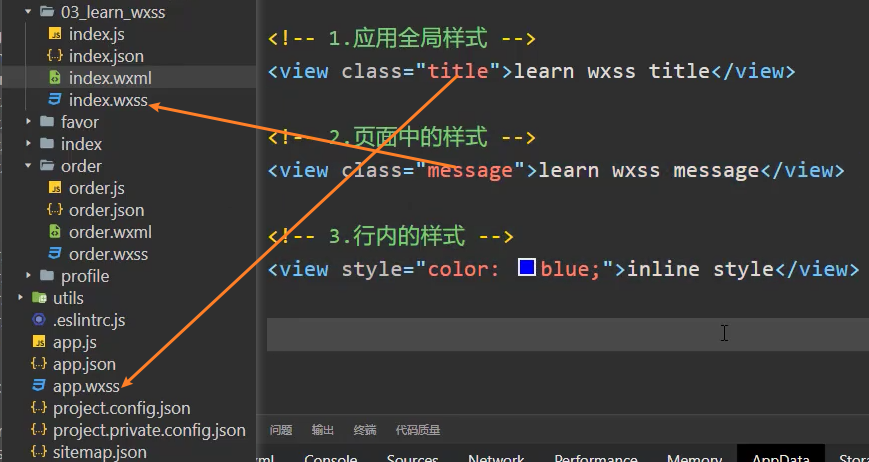 03_learn_wxss
index.js
index.json
index.wxml
index.wxss
favor
index
order
order.js
order.json
order.wxml
order.wxss
profile
utils
.eslintrc.js
app.js
app.json
app.wxss
project.config.json
project.private.config.json
sitemap.json
<!-- 1.应用全局样式 -->
<view class="title">learn wxss title</view>
<!-- 2.页面中的样式 -->
<view class="message">learn wxss message</view>
<!-- 3.行内的样式 -->
<view style="color: blue;">inline style</view>
问题 输出 终端 代码质量
Console Sources Network Performance Memory AppData